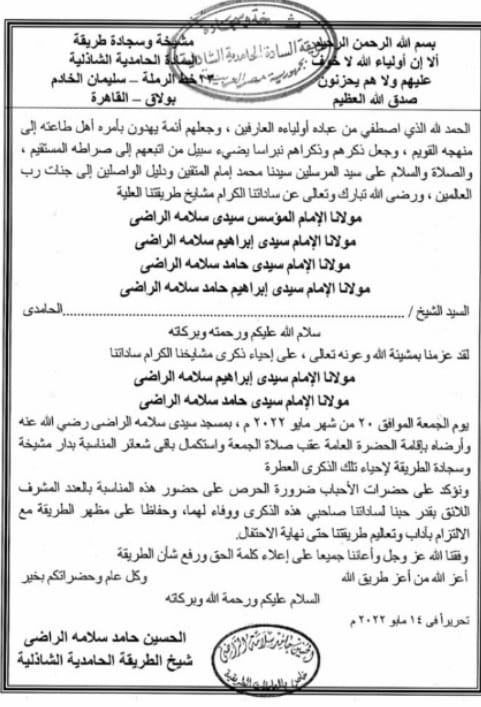 بسم الله الرحمن الرحيم
ألا إن أولياء الله لا خوف
عليهم ولا هم يحزنون
صدق الله العظيم
مشيخة وسجادة طريقة
السادة الحامدية الشاذلية
٢٣ خط الرملة – سليمان الخادم
بولاق – القاهرة
طريقة السادة الحامدية الشاذلية
بجمهورية مصر العربية
الحمد لله الذي اصطفي من عباده أولياءه العارفين ، وجعلهم أئمة يهدون بأمره أهل طاعته إلى
منهجه القويم ، وجعل ذكرهم وذكراهم نبراسا يضيء سبيل من اتبعهم إلى صراطه المستقيم ،
والصلاة والسلام على سيد المرسلين سيدنا محمد إمام المتقين ودليل الواصلين إلى جنات رب
العالمين ، ورضى الله تبارك وتعالى عن ساداتنا الكرام مشايخ طريقتنا العلية
مولانا الإمام المؤسس سيدى سلامه الراضى
مولانا الإمام سيدى إبراهيم سلامه الراضى
مولانا الإمام سيدى حامد سلامه الراضى
مولانا الإمام سيدى إبراهيم حامد سلامه الراضى
السيد الشيخ / ........................................ الحامدى
سلام الله عليكم ورحمته وبركاته
لقد عزمنا بمشيئة الله وعونه تعالى ، على إحياء ذكرى مشايخنا الكرام ساداتنا
مولانا الإمام سيدى إبراهيم سلامه الراضى
مولانا الإمام سيدى حامد سلامه الراضى
يوم الجمعة الموافق ٢٠ من شهر مايو ٢٠٢٢ م ، بمسجد سيدى سلامه الراضى رضي الله عنه
وأرضاه بإقامة الحضرة العامة عقب صلاة الجمعة واستكمال باقى شعائر المناسبة بدار مشيخة
وسجادة الطريقة لإحياء تلك الذكرى العطرة
ونؤكد على حضرات الأحباب ضرورة الحرص على حضور هذه المناسبة بالعدد المشرف
اللائق بقدر حبنا لساداتنا صاحبي هذه الذكرى ووفاء لهما، وحفاظا على مظهر الطريقة مع
الالتزام بآداب وتعاليم طريقتنا حتى نهاية الاحتفال.
وفقنا الله عز وجل وأعاننا جميعا على إعلاء كلمة الحق ورفع شأن الطريقة
أعز الله من أعز طريق الله وكل عام وحضراتكم بخير
السلام عليكم ورحمة الله وبركاته
تحريراً فى ١٤ مايو ٢٠٢٢ م
الحسين حامد سلامه الراضى
شيخ الطريقة الحامدية الشاذلية